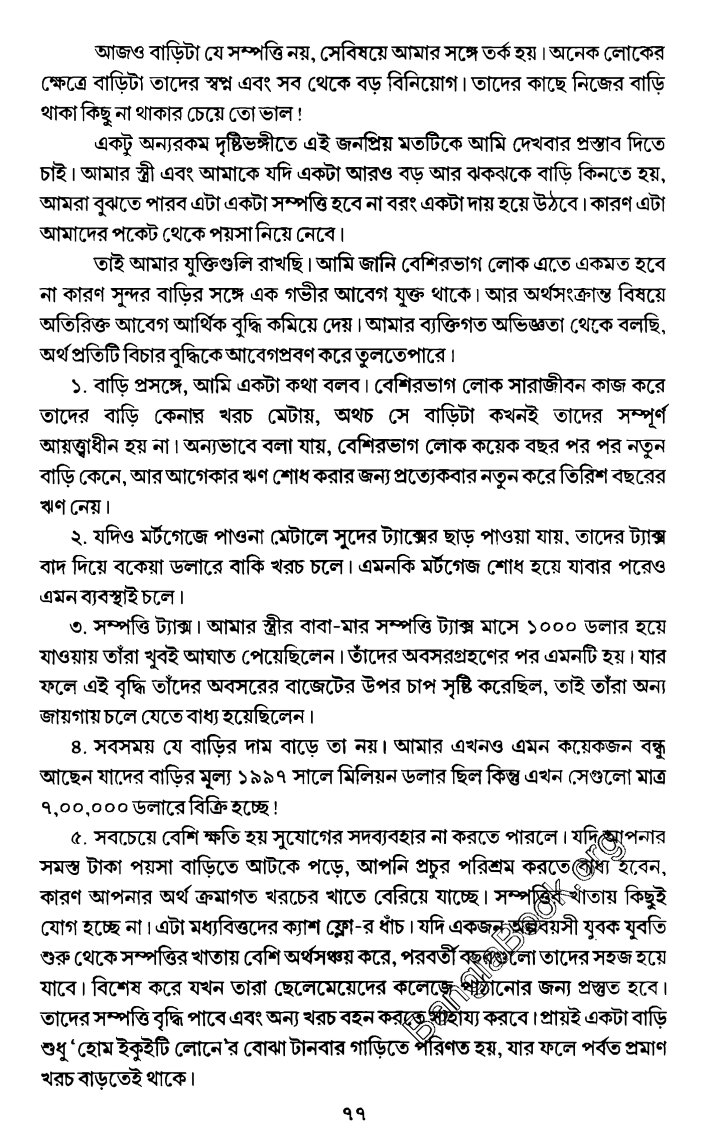 আজও বাড়িটা যে সম্পত্তি নয়, সেবিষয়ে আমার সঙ্গে তর্ক হয়। অনেক লোকের
ক্ষেত্রে বাড়িটা তাদের স্বপ্ন এবং সব থেকে বড় বিনিয়োগ। তাদের কাছে নিজের বাড়ি
থাকা কিছু না থাকার চেয়ে তো ভাল!
একটু অন্যরকম দৃষ্টিভঙ্গীতে এই জনপ্রিয় মতটিকে আমি দেখবার প্রস্তাব দিতে
চাই। আমার স্ত্রী এবং আমাকে যদি একটা আরও বড় আর ঝকঝকে বাড়ি কিনতে হয়,
আমরা বুঝতে পারব এটা একটা সম্পত্তি হবে না বরং একটা দায় হয়ে উঠবে। কারণ এটা
আমাদের পকেট থেকে পয়সা নিয়ে নেবে।
তাই আমার যুক্তিগুলি রাখছি। আমি জানি বেশিরভাগ লোক এতে একমত হবে
না কারণ সুন্দর বাড়ির সঙ্গে এক গভীর আবেগ যুক্ত থাকে। আর অর্থসংক্রান্ত বিষয়ে
অতিরিক্ত আবেগ আর্থিক বুদ্ধি কমিয়ে দেয়। আমার ব্যক্তিগত অভিজ্ঞতা থেকে বলছি,
অর্থ প্রতিটি বিচার বুদ্ধিকে আবেগপ্রবণ করে তুলতেপারে।
১. বাড়ি প্রসঙ্গে, আমি একটা কথা বলব। বেশিরভাগ লোক সারাজীবন কাজ করে
তাদের বাড়ি কেনার খরচ মেটায়, অথচ সে বাড়িটা কখনই তাদের সম্পূর্ণ
আয়ত্ত্বাধীন হয় না। অন্যভাবে বলা যায়, বেশিরভাগ লোক কয়েক বছর পর পর নতুন
বাড়ি কেনে, আর আগেকার ঋণ শোধ করার জন্য প্রত্যেকবার নতুন করে তিরিশ বছরের
ঋণ নেয়।
২. যদিও মর্টগেজে পাওনা মেটালে সুদের ট্যাক্সের ছাড় পাওয়া যায়, তাদের ট্যাক্স
বাদ দিয়ে বকেয়া ডলারে বাকি খরচ চলে। এমনকি মর্টগেজ শোধ হয়ে যাবার পরেও
এমন ব্যবস্থাই চলে।
৩. সম্পত্তি ট্যাক্স। আমার স্ত্রীর বাবা-মার সম্পত্তি ট্যাক্স মাসে ১০০০ ডলার হয়ে
যাওয়ায় তাঁরা খুবই আঘাত পেয়েছিলেন। তাঁদের অবসরগ্রহণের পর এমনটি হয়। যার
ফলে এই বৃদ্ধি তাঁদের অবসরের বাজেটের উপর চাপ সৃষ্টি করেছিল, তাই তাঁরা অন্য
জায়গায় চলে যেতে বাধ্য হয়েছিলেন।
৪. সবসময় যে বাড়ির দাম বাড়ে তা নয়। আমার এখনও এমন কয়েকজন বন্ধু
আছেন যাদের বাড়ির মূল্য ১৯৯৭ সালে মিলিয়ন ডলার ছিল কিন্তু এখন সেগুলো মাত্র
৭,০০,০০০ ডলারে বিক্রি হচ্ছে!
৫. সবচেয়ে বেশি ক্ষতি হয় সুযোগের সদব্যবহার না করতে পারলে। যদি আপনার
সমস্ত টাকা পয়সা বাড়িতে আটকে পড়ে, আপনি প্রচুর পরিশ্রম করতে বাধ্য হবেন,
কারণ আপনার অর্থ ক্রমাগত খরচের খাতে বেরিয়ে যাচ্ছে। সম্পত্তির খাতায় কিছুই
যোগ হচ্ছে না। এটা মধ্যবিত্তদের ক্যাশ ফ্লো-র ধাঁচ। যদি একজন অল্পবয়সী যুবক যুবতি
শুরু থেকে সম্পত্তির খাতায় বেশি অর্থসঞ্চয় করে, পরবর্তী বছরগুলো তাদের সহজ হয়ে
যাবে। বিশেষ করে যখন তারা ছেলেমেয়েদের কলেজে পাঠানোর জন্য প্রস্তুত হবে।
তাদের সম্পত্তি বৃদ্ধি পাবে এবং অন্য খরচ বহন করতে সাহায্য করবে। প্রায়ই একটা বাড়ি
শুধু ‘হোম ইকুইটি লোনে’র বোঝা টানবার গাড়িতে পরিণত হয়, যার ফলে পর্বত প্রমাণ
খরচ বাড়তেই থাকে।
৭৭
BanglaBook.org